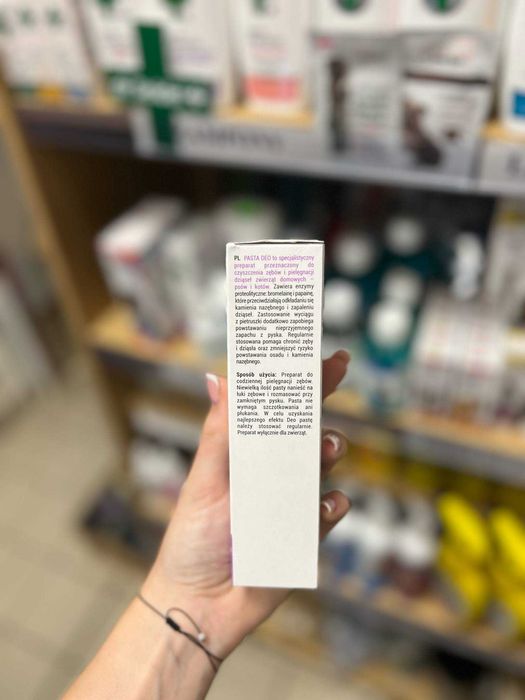 PL PASTA DEO to specjalistyczny
preparat przeznaczony do
czyszczenia zębów i pielęgnacji
dziąseł zwierząt domowych –
psów i kotów. Zawiera enzymy
proteolityczne: bromelainę i papainę,
które przeciwdziałają odkładaniu się
kamienia nazębnego i zapaleniu
dziąseł. Zastosowanie wyciągu
z pietruszki dodatkowo zapobiega
powstawaniu nieprzyjemnego
zapachu z pyska. Regularnie
stosowana pomaga chronić zęby
i dziąsła oraz zmniejszyć ryzyko
powstawania osadu i kamienia
nazębnego.
Sposób użycia: Preparat do
codziennej pielęgnacji zębów.
Niewielką ilość pasty nanieść na
łuki zębowe i rozmasować przy
zamkniętym pysku. Pasta nie
wymaga szczotkowania ani
płukania. W celu uzyskania
najlepszego efektu Deo pastę
należy stosować regularnie.
Preparat wyłącznie dla zwierząt.